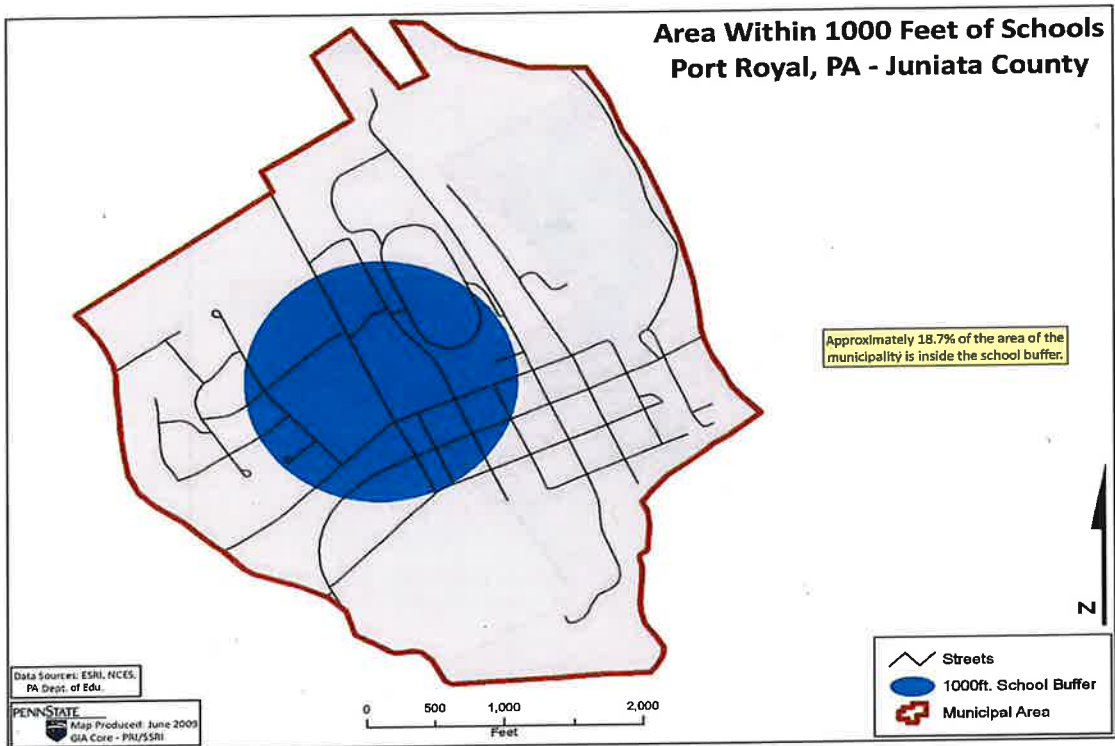 Area Within 1000 Feet of Schools
Port Royal, PA - Juniata County
Approximately 18.7% of the area of the
municipality is inside the school buffer.
N
Data Sources: ESRI, NCES,
PA Dept. of Edu.
PENNSTATE
Map Produced: June 2009
GIA Core - PRI/SSRI
0 500 1,000 2,000
Feet
Streets
1000ft. School Buffer
Municipal Area